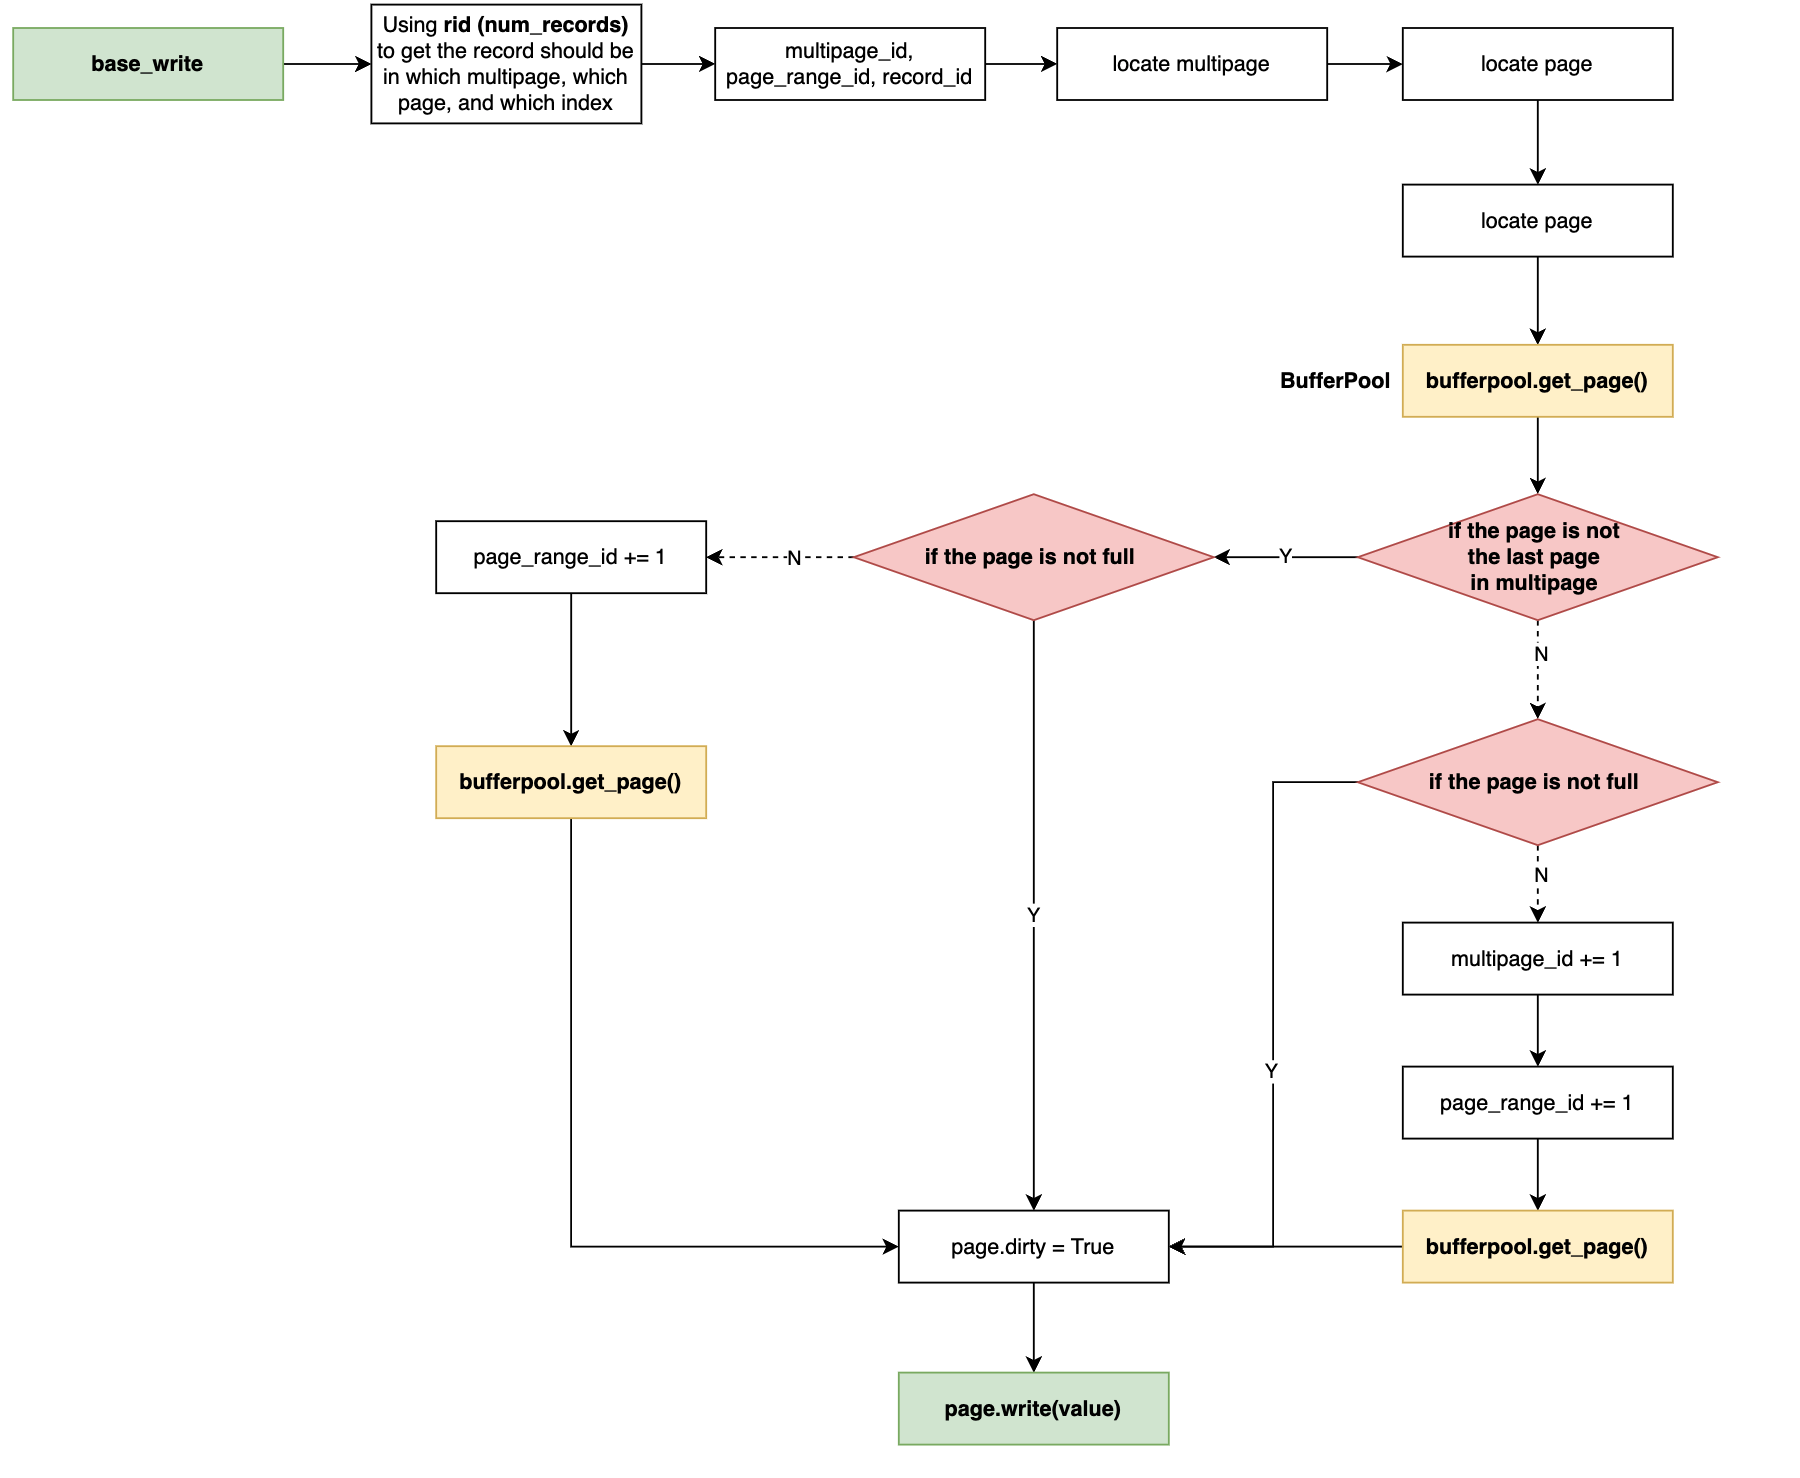 base_write
Using rid (num_records)
to get the record should be
in which multipage, which
page, and which index
multipage_id,
page_range_id, record_id
locate multipage
locate page
locate page
BufferPool
bufferpool.get_page()
if the page is not
the last page
in multipage
Y
if the page is not full
N
page_range_id += 1
N
bufferpool.get_page()
if the page is not full
N
Y
multipage_id += 1
Y
page_range_id += 1
page.dirty = True
bufferpool.get_page()
page.write(value)